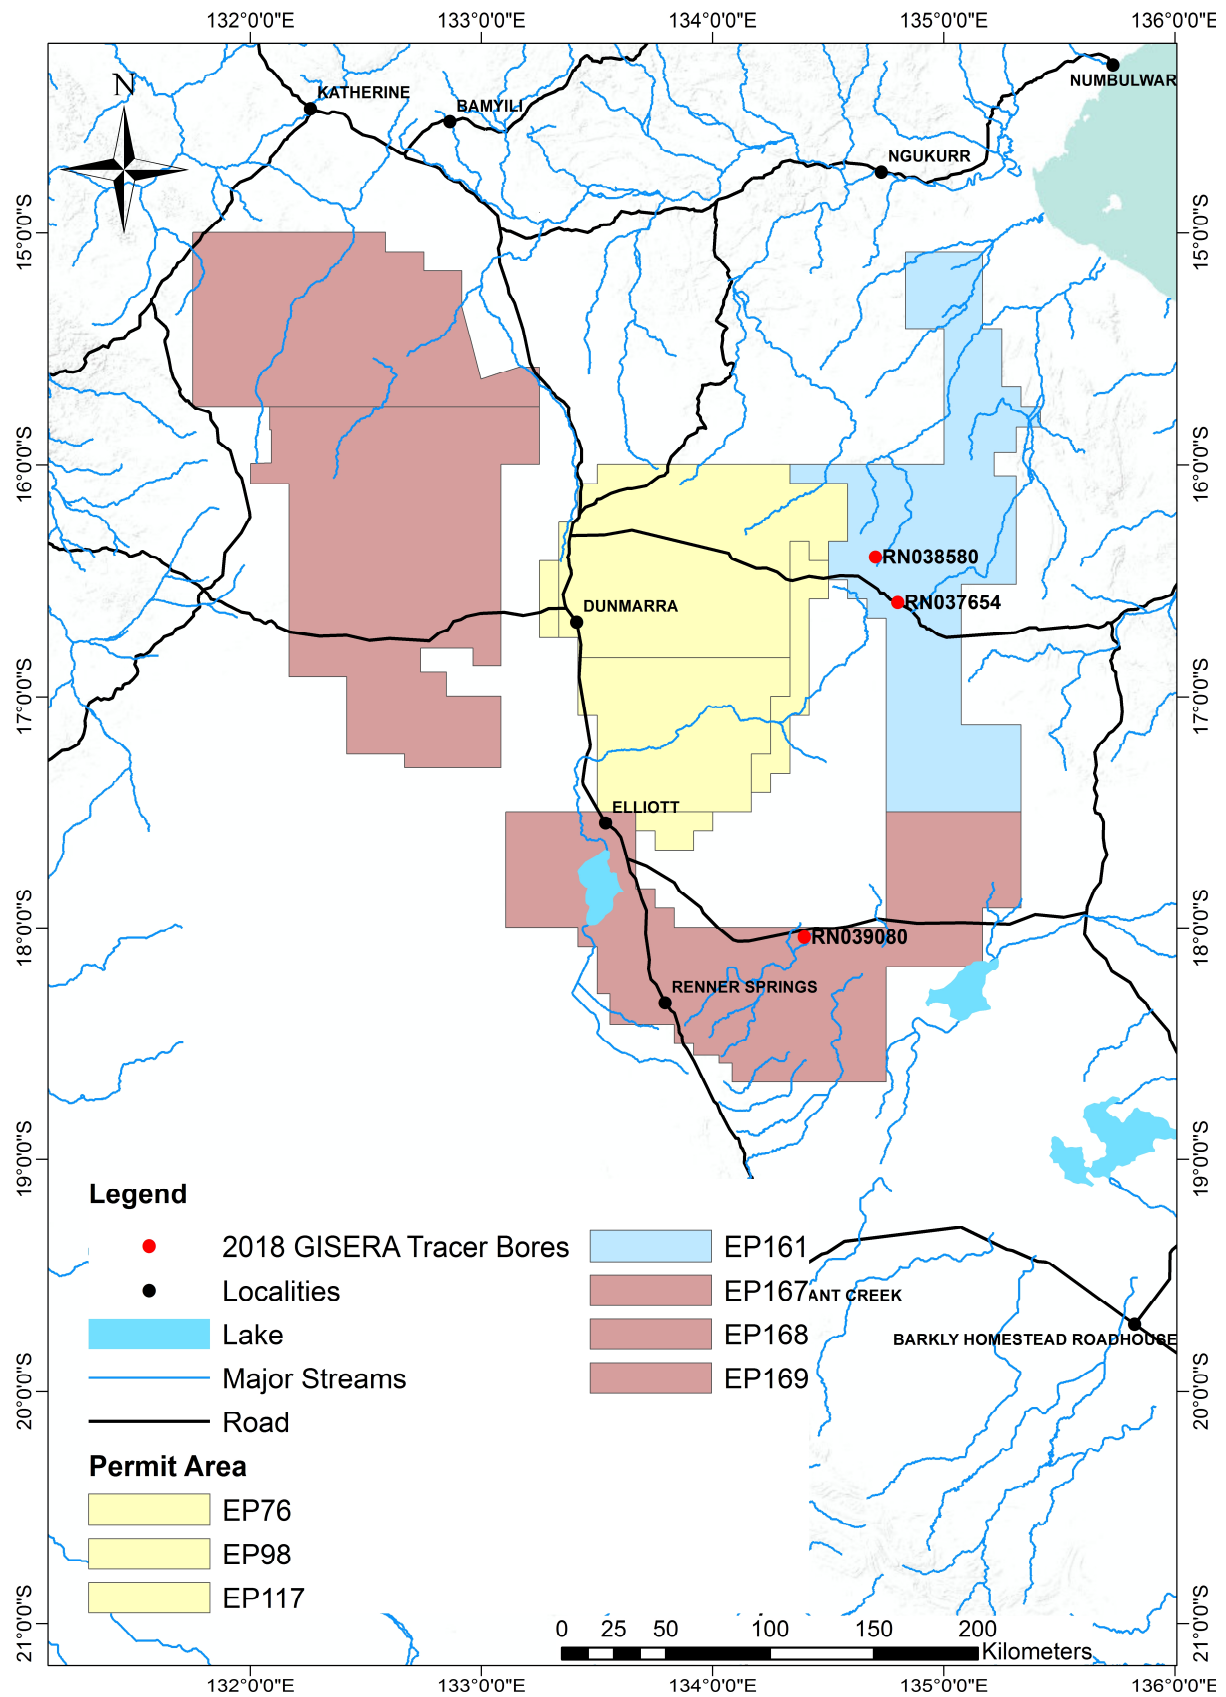 132°0'0"E 133°0'0"E 134°0'0"E 135°0'0"E 136°0'0"E
N
KATHERINE
BAMYILI
NUMBULWAR
NGUKURR
15°0'0"S 15°0'0"S
16°0'0"S 16°0'0"S
RN038580
RN037654
DUNMARRA
17°0'0"S 17°0'0"S
ELLIOTT
18°0'0"S 18°0'0"S
RN039080
RENNER SPRINGS
19°0'0"S 19°0'0"S
Legend
2018 GISERA Tracer Bores
Localities
Lake
Major Streams
Road
Permit Area
EP76
EP98
EP117
EP161
EP167
EP168
EP169
ANT CREEK
BARKLY HOMESTEAD ROADHOUSE
20°0'0"S 20°0'0"S
21°0'0"S 21°0'0"S
0 25 50 100 150 200
Kilometers
132°0'0"E 133°0'0"E 134°0'0"E 135°0'0"E 136°0'0"E